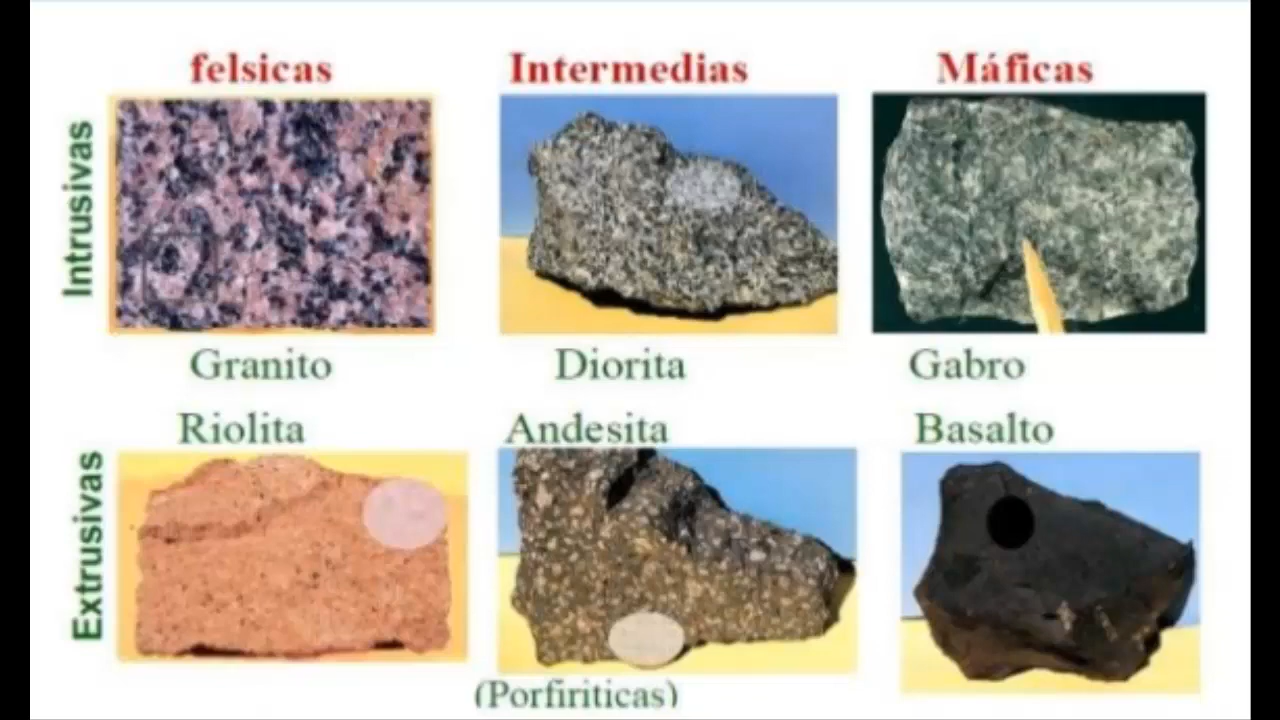 felsicas
Intermedias
Máficas
Intrusivas
Granito
Diorita
Gabro
Riolita
Andesita
Basalto
Extrusivas
(Porfiriticas)